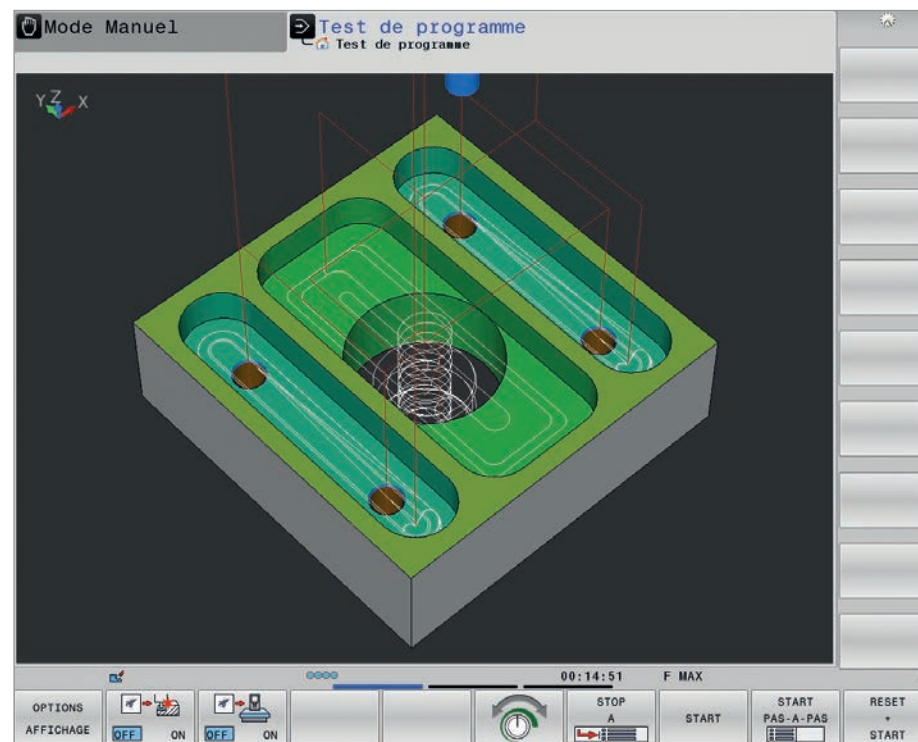 Mode Manuel
Test de programme
Test de programme
Y Z X
00:14:51 F MAX
OPTIONS
AFFICHAGE
OFF ON
OFF ON
STOP
A
START
START
PAS-A-PAS
RESET
+
START